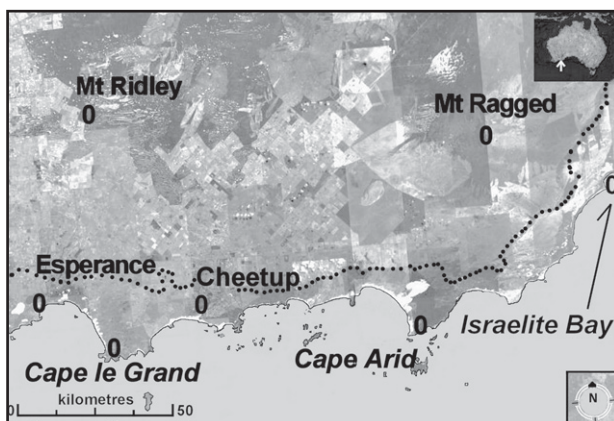 Mt Ridley
0
Mt Ragged
0
0
Esperance
Cheetup
0
0
0
0
Israelite Bay
Cape le Grand
Cape Arid
kilometres
0 50
N